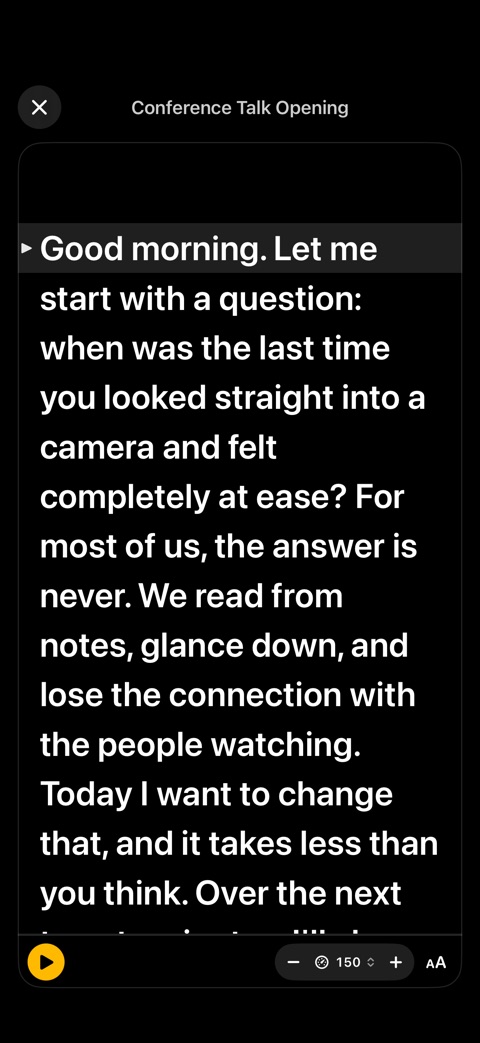 Conference Talk Opening
Good morning. Let me
start with a question:
when was the last time
you looked straight into a
camera and felt
completely at ease? For
most of us, the answer is
never. We read from
notes, glance down, and
lose the connection with
the people watching.
Today I want to change
that, and it takes less than
you think. Over the next
150
AA